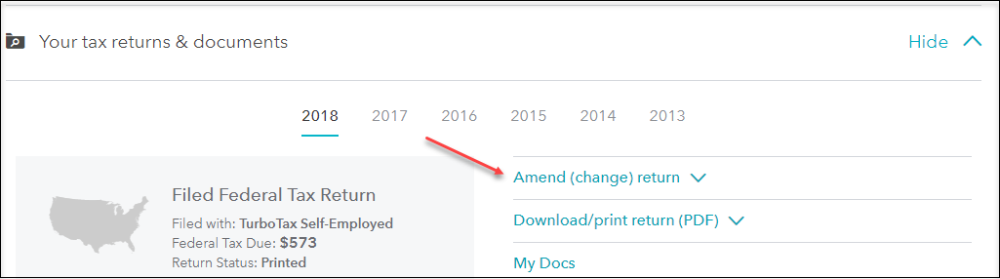 Your tax returns & documents
Hide
2018 2017 2016 2015 2014 2013
Filed Federal Tax Return
Filed with: TurboTax Self-Employed
Federal Tax Due: $573
Return Status: Printed
Amend (change) return
Download/print return (PDF)
My Docs